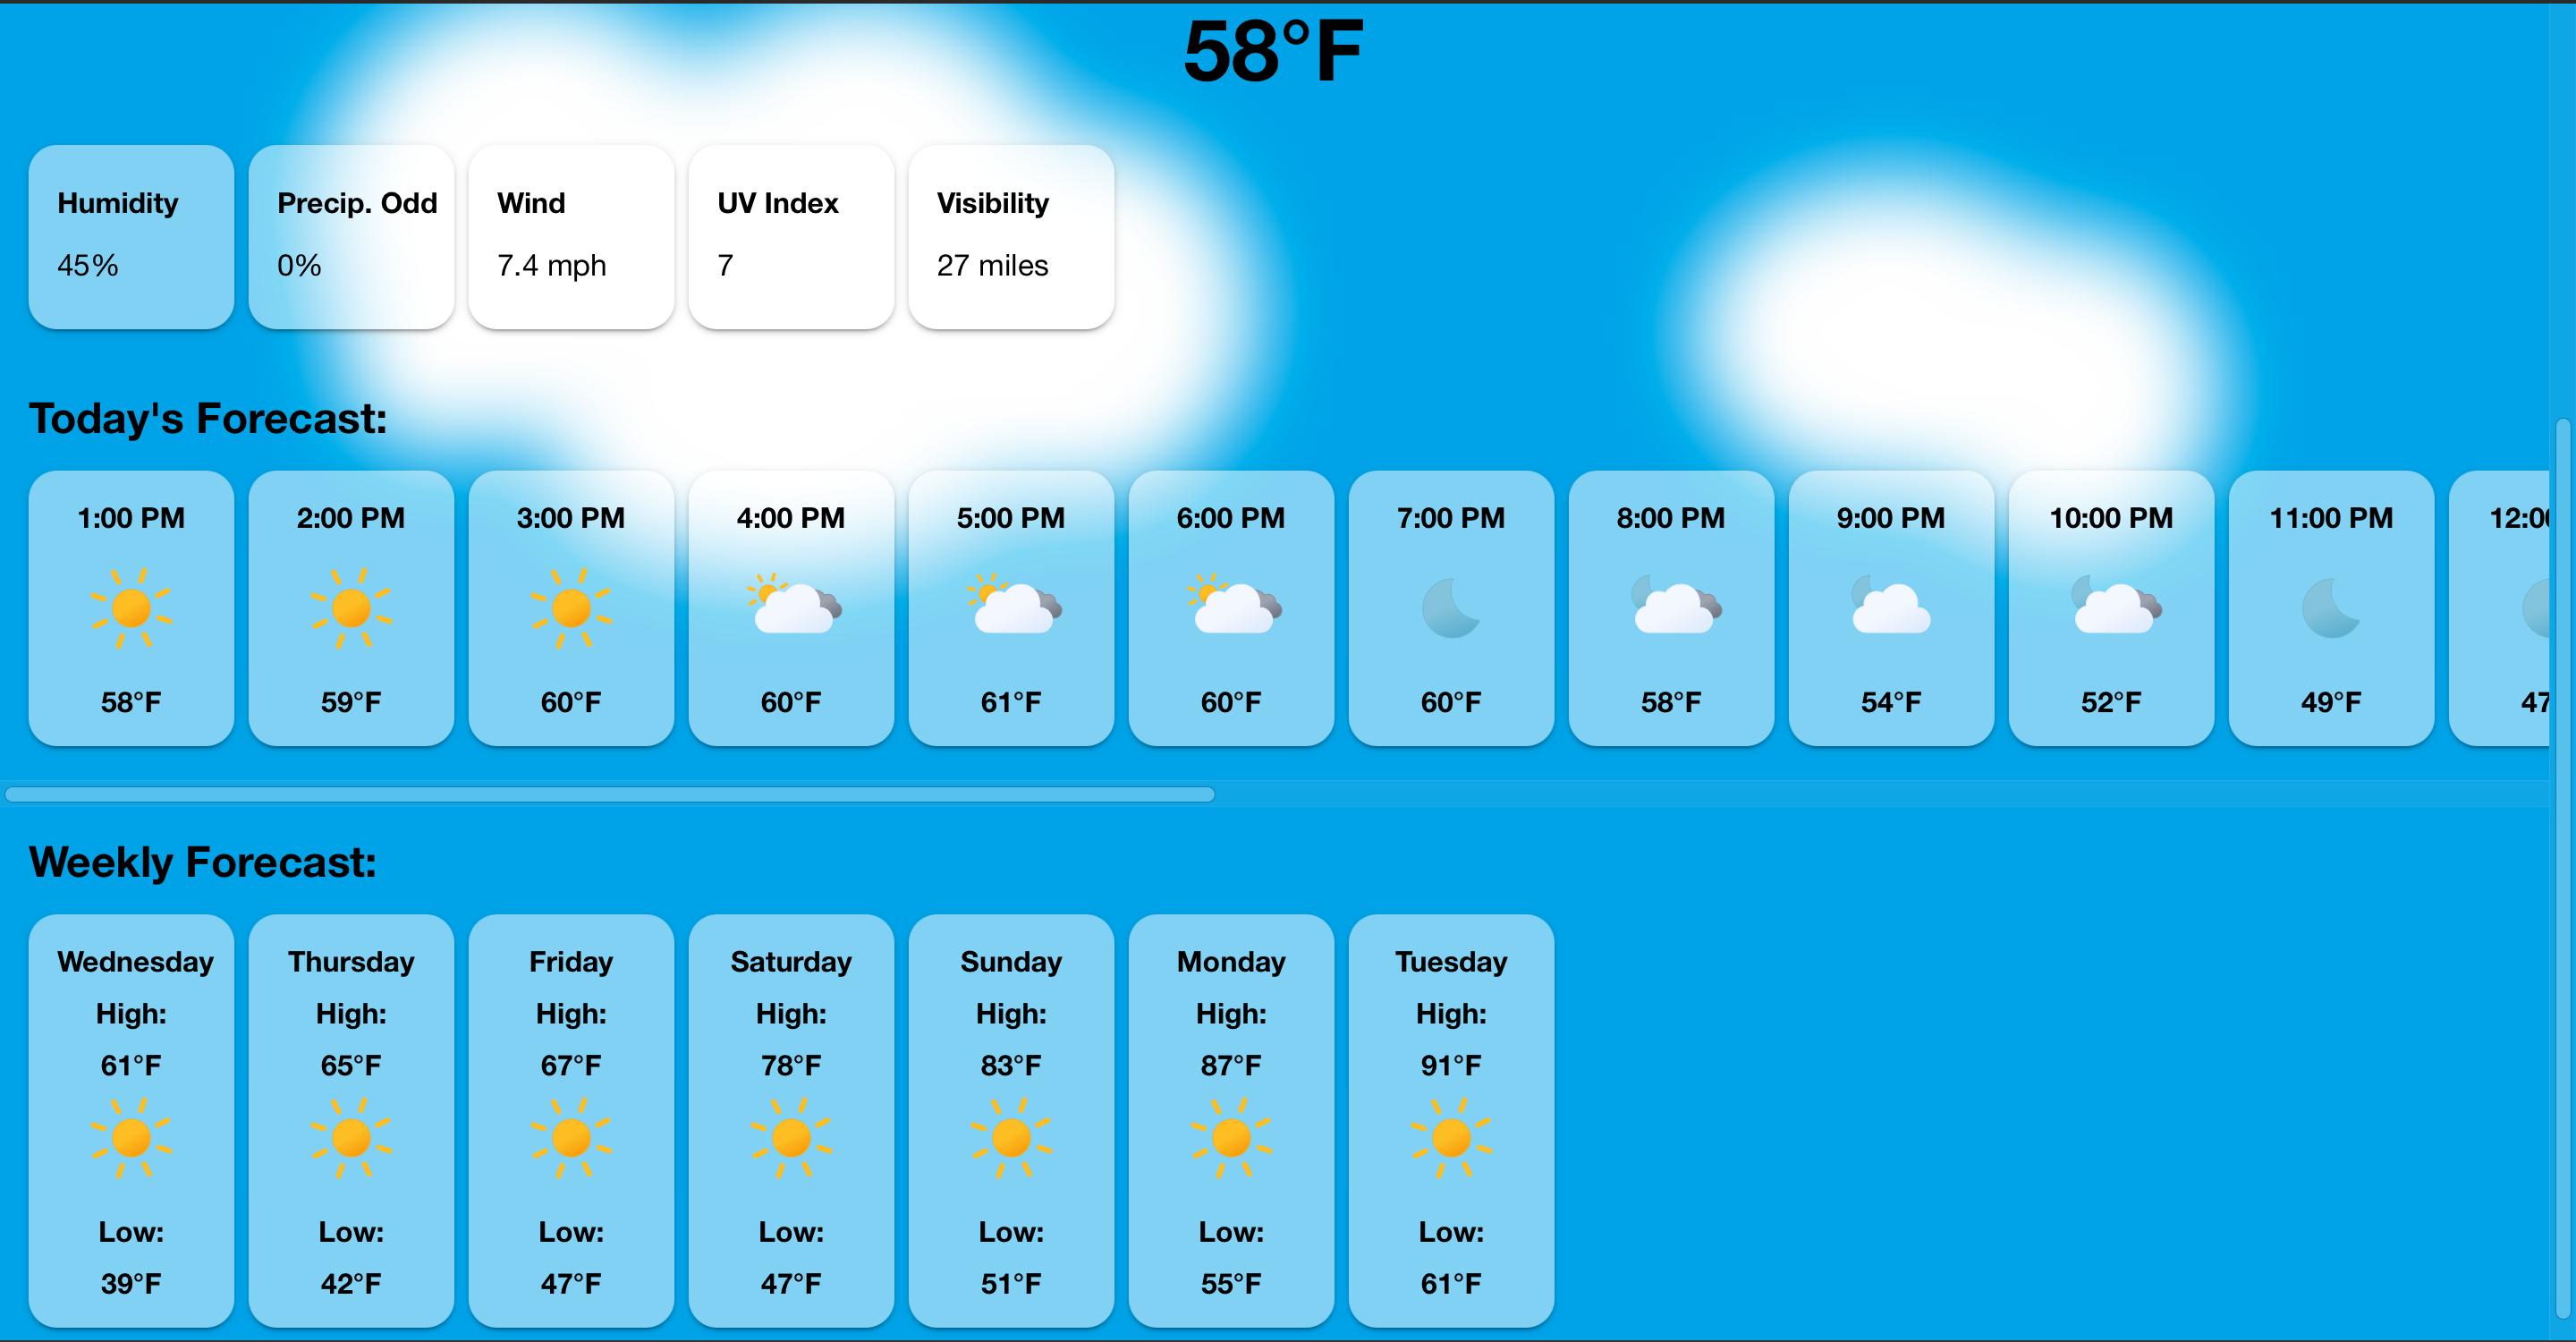 58°F
Humidity
45%
Precip. Odd
0%
Wind
7.4 mph
UV Index
7
Visibility
27 miles
Today's Forecast:
1:00 PM
58°F
2:00 PM
59°F
3:00 PM
60°F
4:00 PM
60°F
5:00 PM
61°F
6:00 PM
60°F
7:00 PM
60°F
8:00 PM
58°F
9:00 PM
54°F
10:00 PM
52°F
11:00 PM
49°F
47
Weekly Forecast:
Wednesday
High:
61°F
Low:
39°F
Thursday
High:
65°F
Low:
42°F
Friday
High:
67°F
Low:
47°F
Saturday
High:
78°F
Low:
47°F
Sunday
High:
83°F
Low:
51°F
Monday
High:
87°F
Low:
55°F
Tuesday
High:
91°F
Low:
61°F